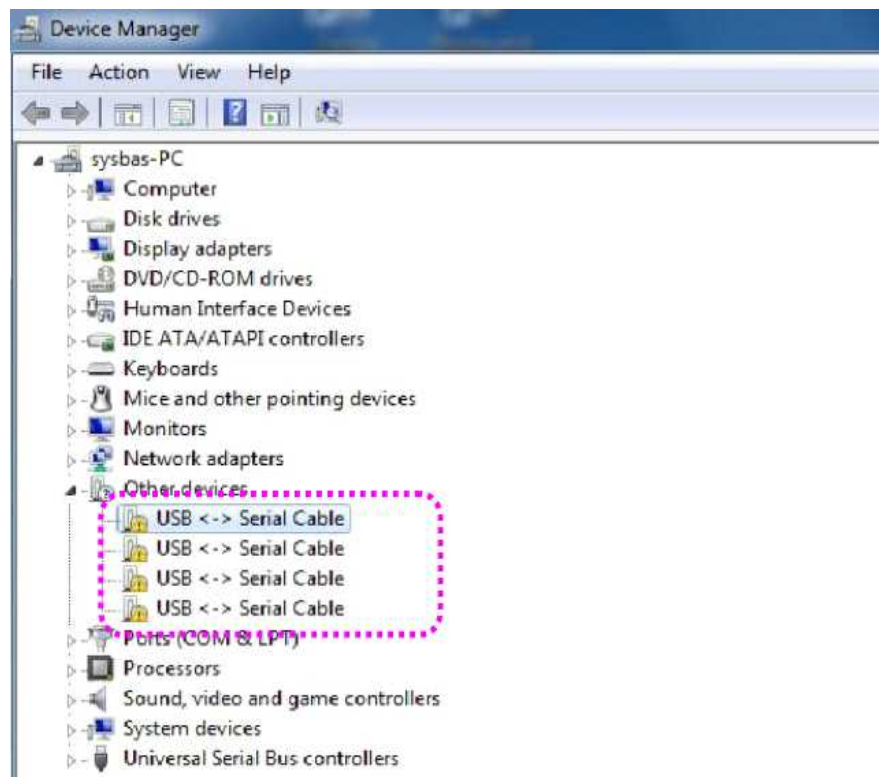 Device Manager
File Action View Help
sysbas-PC
Computer
Disk drives
Display adapters
DVD/CD-ROM drives
Human Interface Devices
IDE ATA/ATAPI controllers
Keyboards
Mice and other pointing devices
Monitors
Network adapters
Other devices
USB <-> Serial Cable
USB <-> Serial Cable
USB <-> Serial Cable
USB <-> Serial Cable
Ports (COM & LPT)
Processors
Sound, video and game controllers
System devices
Universal Serial Bus controllers